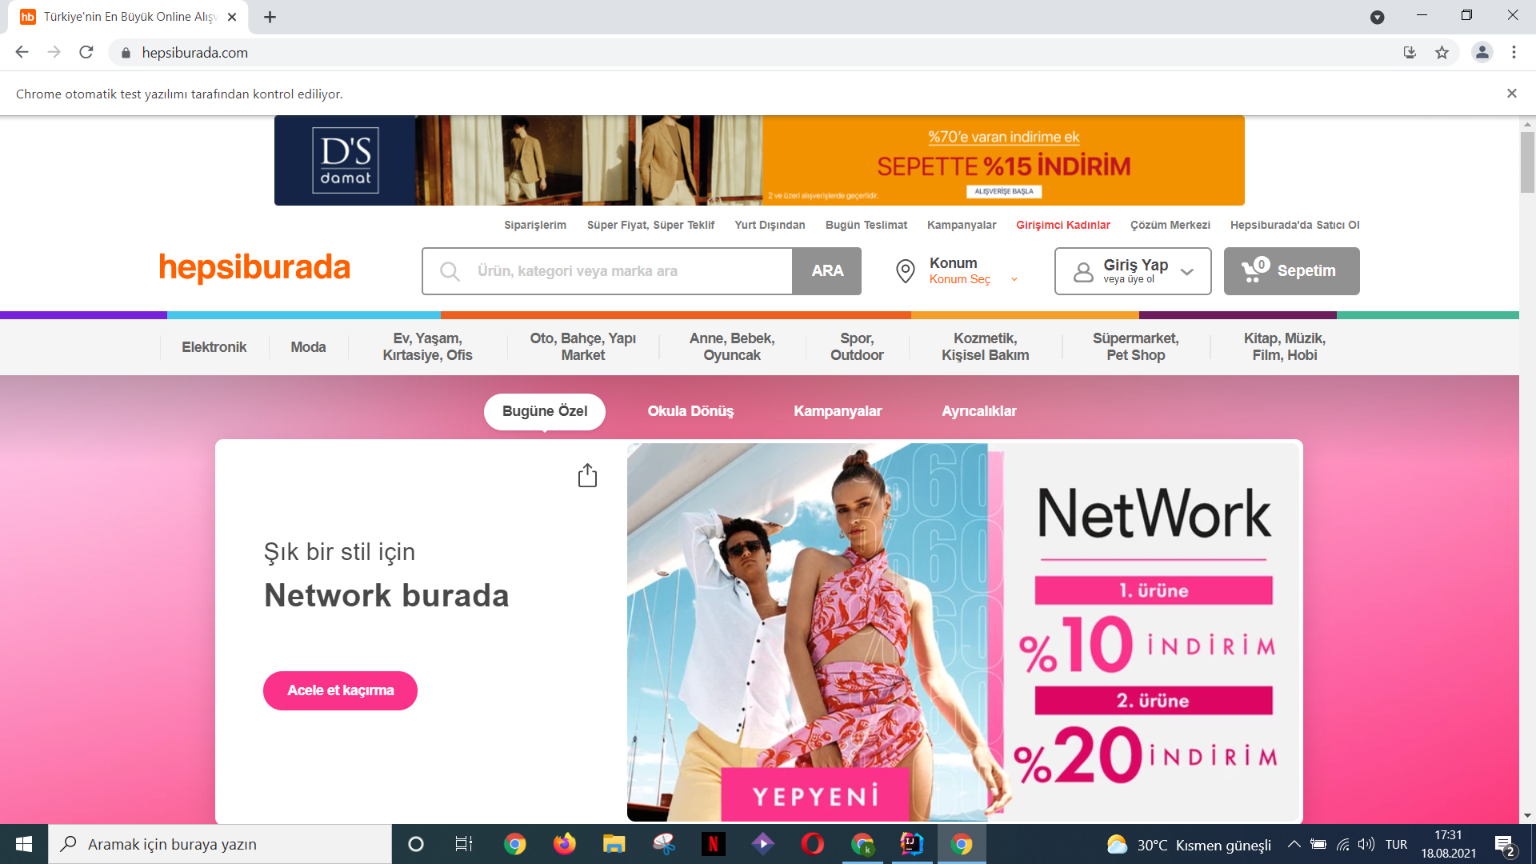 hb Türkiye'nin En Büyük Online Alışv
hepsiburada.com
Chrome otomatik test yazılımı tarafından kontrol ediliyor.
D'S
damat
%70'e varan indirime ek
SEPETTE %15 İNDİRİM
ALIŞVERİŞE BAŞLA
2 ve üzeri alışverişlerde geçerlidir.
Siparişlerim Süper Fiyat, Süper Teklif Yurt Dışından Bugün Teslimat Kampanyalar Girişimci Kadınlar Çözüm Merkezi Hepsiburada'da Satıcı Ol
hepsiburada
Ürün, kategori veya marka ara
ARA
Konum
Konum Seç
Giriş Yap
veya üye ol
0 Sepetim
Elektronik
Moda
Ev, Yaşam,
Kırtasiye, Ofis
Oto, Bahçe, Yapı
Market
Anne, Bebek,
Oyuncak
Spor,
Outdoor
Kozmetik,
Kişisel Bakım
Süpermarket,
Pet Shop
Kitap, Müzik,
Film, Hobi
Bugüne Özel Okula Dönüş Kampanyalar Ayrıcalıklar
Şık bir stil için
Network burada
Acele et kaçırma
%60
YEPYENİ
NetWork
1. ürüne
%10 İNDİRİM
2. ürüne
%20 İNDİRİM
Aramak için buraya yazın
30°C Kısmen güneşli
TUR
17:31
18.08.2021
2